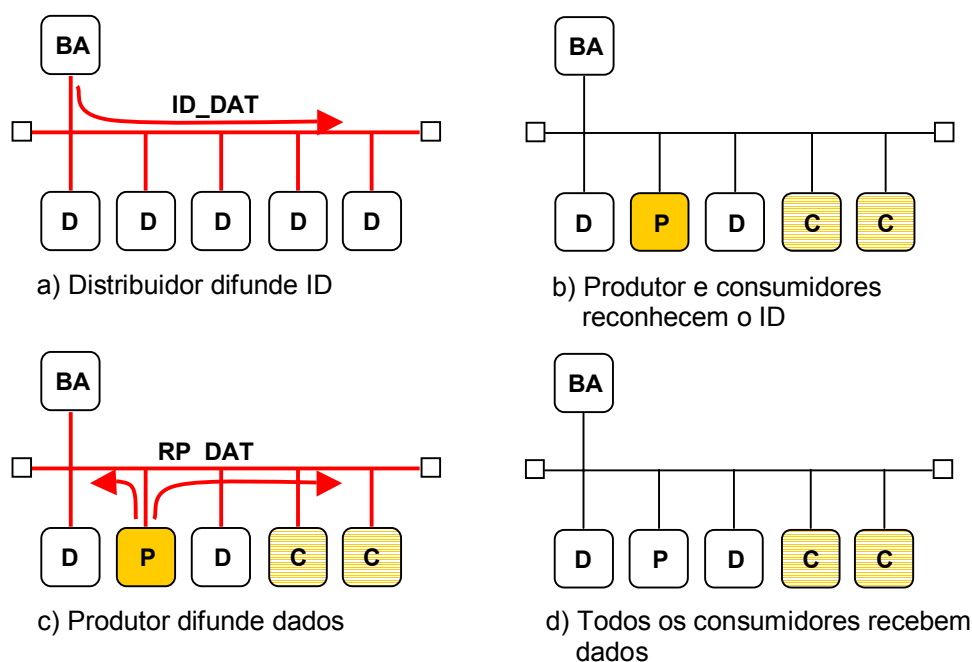 BA
ID_DAT
D D D D D
a) Distribuidor difunde ID
BA
D P D C C
b) Produtor e consumidores
reconhecem o ID
BA
RP_DAT
D P D C C
c) Produtor difunde dados
BA
D P D C C
d) Todos os consumidores recebem
dados